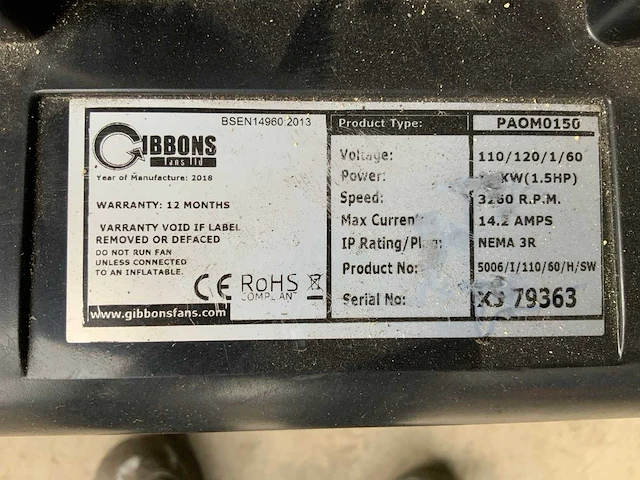 BSEN14960 2013
GIBBONS
fans ltd
Year of Manufacture: 2018
WARRANTY: 12 MONTHS
WARRANTY VOID IF LABEL
REMOVED OR DEFACED
DO NOT RUN FAN
UNLESS CONNECTED
TO AN INFLATABLE.
CE RoHS
COMPLIANT
www.gibbonsfans.com
Product Type: PAOM0150
Voltage: 110/120/1/60
Power: KW(1.5HP)
Speed: 3260 R.P.M.
Max Current: 14.2 AMPS
IP Rating/Plug: NEMA 3R
Product No: 5006/I/110/60/H/SW
Serial No: 79363